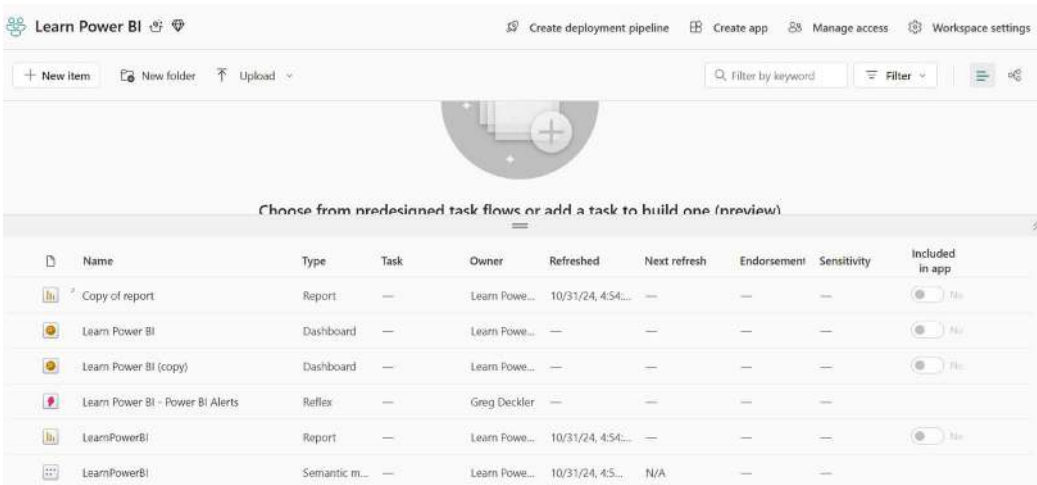 Learn Power BI Create deployment pipeline Create app Manage access Workspace settings
New item New folder Upload Filter by keyword Filter
Choose from predesigned task flows or add a task to build one (preview)
Name Type Task Owner Refreshed Next refresh Endorsement Sensitivity Included in app
Copy of report Report — Learn Powe... 10/31/24, 4:54:... — — — No
Learn Power BI Dashboard — Learn Powe... — — — — No
Learn Power BI (copy) Dashboard — Learn Powe... — — — — No
Learn Power BI - Power BI Alerts Reflex — Greg Deckler — — — —
LearnPowerBI Report — Learn Powe... 10/31/24, 4:54:... — — — No
LearnPowerBI Semantic m... — Learn Powe... 10/31/24, 4:5... N/A — —